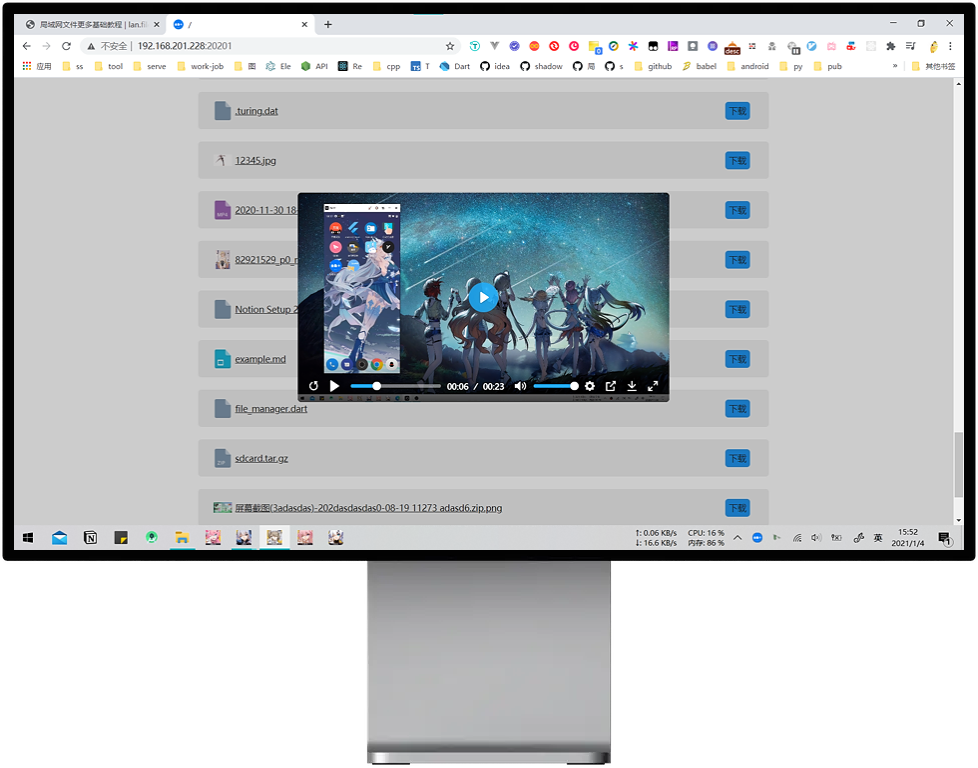 局域网文件更多基础教程 | lan.fil
/
不安全 | 192.168.201.228:20201
应用 ss tool serve work-job 图 Ele API Re cpp T Dart idea shadow 局 s github babel android py pub » 其他书签
.turing.dat 下载
12345.jpg 下载
2020-11-30 18- 下载
82921529_p0_r 下载
Notion Setup 2 下载
example.md 下载
00:06 / 00:23
file_manager.dart 下载
sdcard.tar.gz 下载
屏幕截图(3adasdas)-202dasdasdas0-08-19 11273 adasd6.zip.png 下载
↑: 0.06 KB/s CPU: 16 % 15:52
↓: 16.6 KB/s 内存: 86 % 英 2021/1/4 1